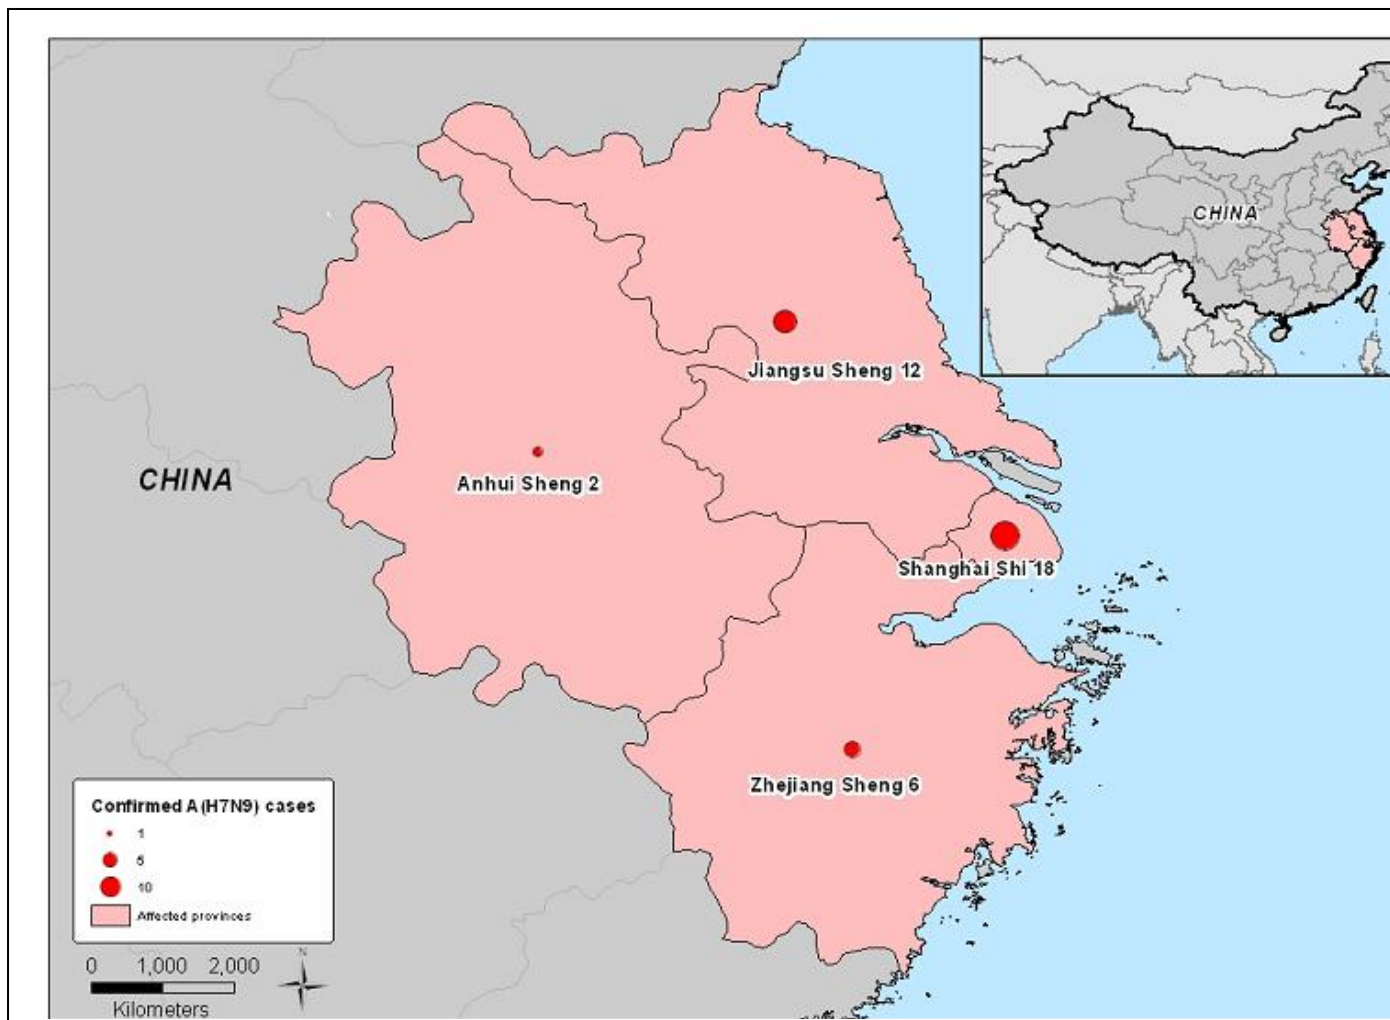 CHINA
Jiangsu Sheng 12
CHINA
Anhui Sheng 2
Shanghai Shi 18
Zhejiang Sheng 6
Confirmed A(H7N9) cases
1
5
10
Affected provinces
N
0 1,000 2,000
Kilometers